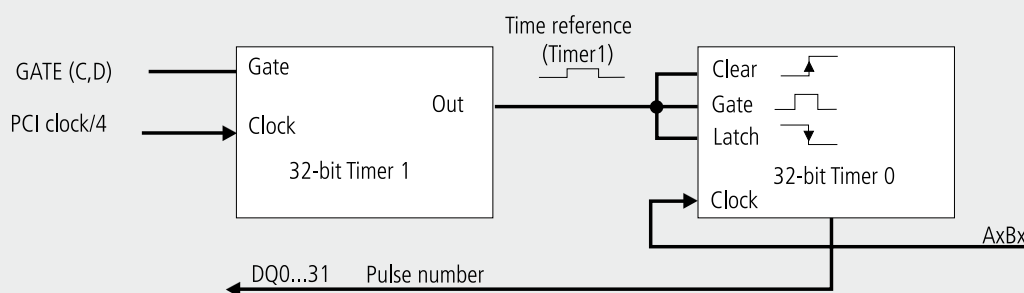 Time reference
(Timer1)
GATE (C,D)
PCI clock/4
Gate
Clock
Out
32-bit Timer 1
Clear
Gate
Latch
32-bit Timer 0
Clock
AxBx
DQ0...31 Pulse number